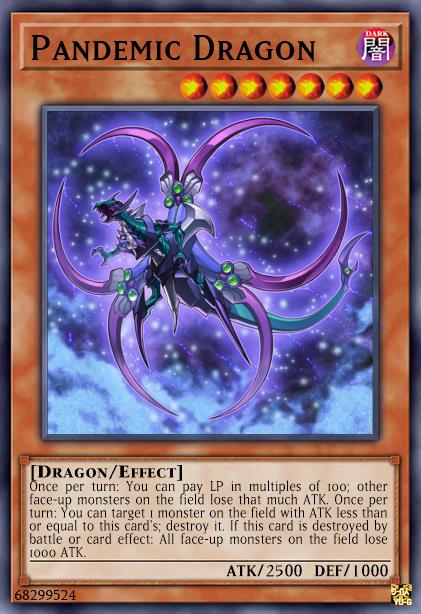 PANDEMIC DRAGON
DARK
闇
[DRAGON/EFFECT]
Once per turn: You can pay LP in multiples of 100; other
face-up monsters on the field lose that much ATK. Once per
turn: You can target 1 monster on the field with ATK less than
or equal to this card's; destroy it. If this card is destroyed by
battle or card effect: All face-up monsters on the field lose
1000 ATK.
ATK/2500 DEF/1000
68299524